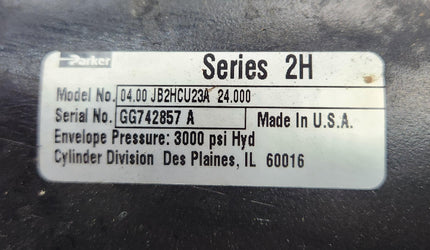 Parker
Series 2H
Model No. 04.00 JB2HCU23A 24.000
Serial No. GG742857 A Made in U.S.A.
Envelope Pressure: 3000 psi Hyd
Cylinder Division Des Plaines, IL 60016